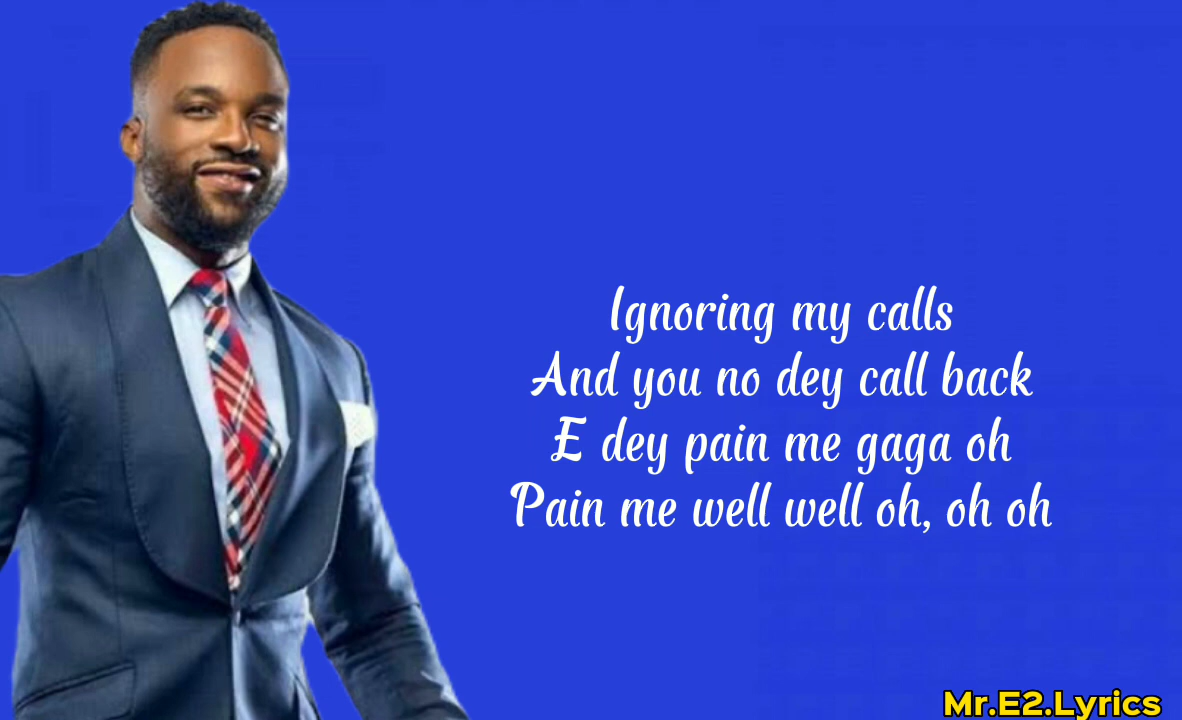 Ignoring my calls
And you no dey call back
E dey pain me gaga oh
Pain me well well oh, oh oh
Mr.E2.Lyrics